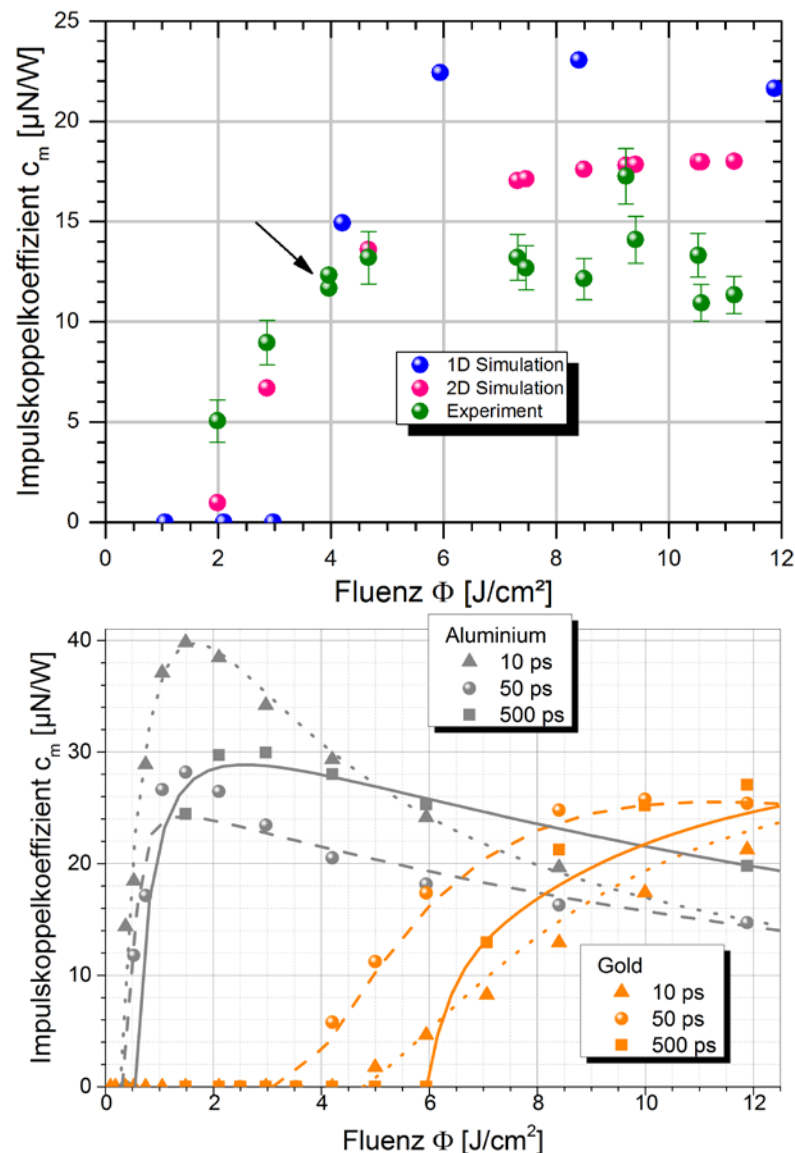 Impulskoppelkoeffizient cₘ [µN/W]
25
20
15
10
5
0
1D Simulation
2D Simulation
Experiment
0 2 4 6 8 10 12
Fluenz Φ [J/cm²]
Impulskoppelkoeffizient cₘ [µN/W]
40
30
20
10
0
Aluminium
10 ps
50 ps
500 ps
Gold
10 ps
50 ps
500 ps
0 2 4 6 8 10 12
Fluenz Φ [J/cm²]